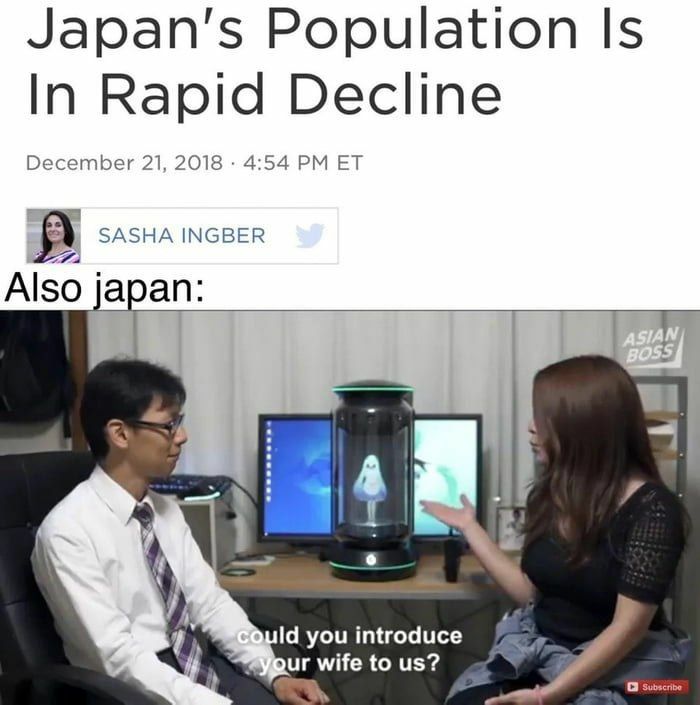 Japan's Population Is
In Rapid Decline
December 21, 2018 · 4:54 PM ET
SASHA INGBER
Also japan:
ASIAN
BOSS
could you introduce
your wife to us?
Subscribe